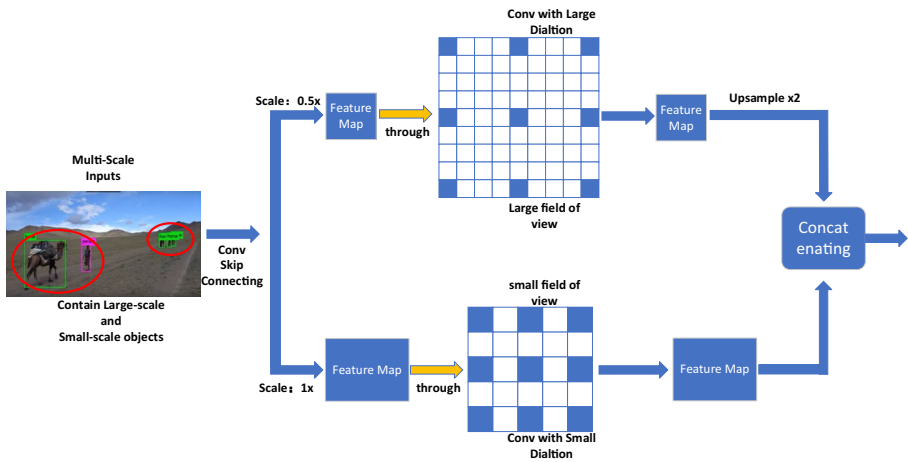 Conv with Large
Dialtion
Scale：0.5x
Feature
Map
through
Feature
Map
Upsample x2
Large field of
view
Multi-Scale
Inputs
Conv
Skip
Connecting
Contain Large-scale
and
Small-scale objects
Concat
enating
small field of
view
Scale：1x
Feature Map
through
Feature Map
Conv with Small
Dialtion